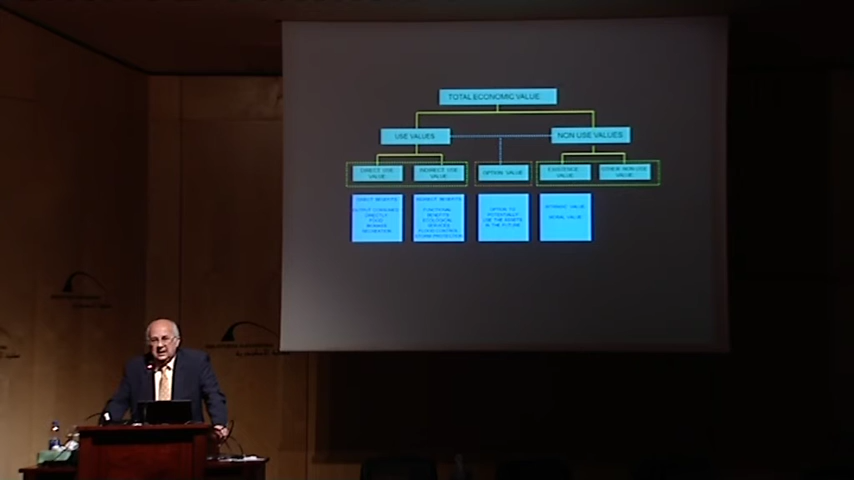 TOTAL ECONOMIC VALUE
USE VALUES
NON USE VALUES
DIRECT USE
VALUE
INDIRECT USE
VALUE
OPTION VALUE
EXISTENCE
VALUE
OTHER NON-USE
VALUE
DIRECT BENEFITS
OUTPUT CONSUMED
DIRECTLY
FOOD
BIOMASS
RECREATION
INDIRECT BENEFITS
FUNCTIONAL
BENEFITS
ECOLOGICAL
SERVICES
FLOOD CONTROL
STORM PROTECTION
OPTION TO
POTENTIALLY
USE THE ASSETS
IN THE FUTURE
INTRINSIC VALUE
MORAL VALUE